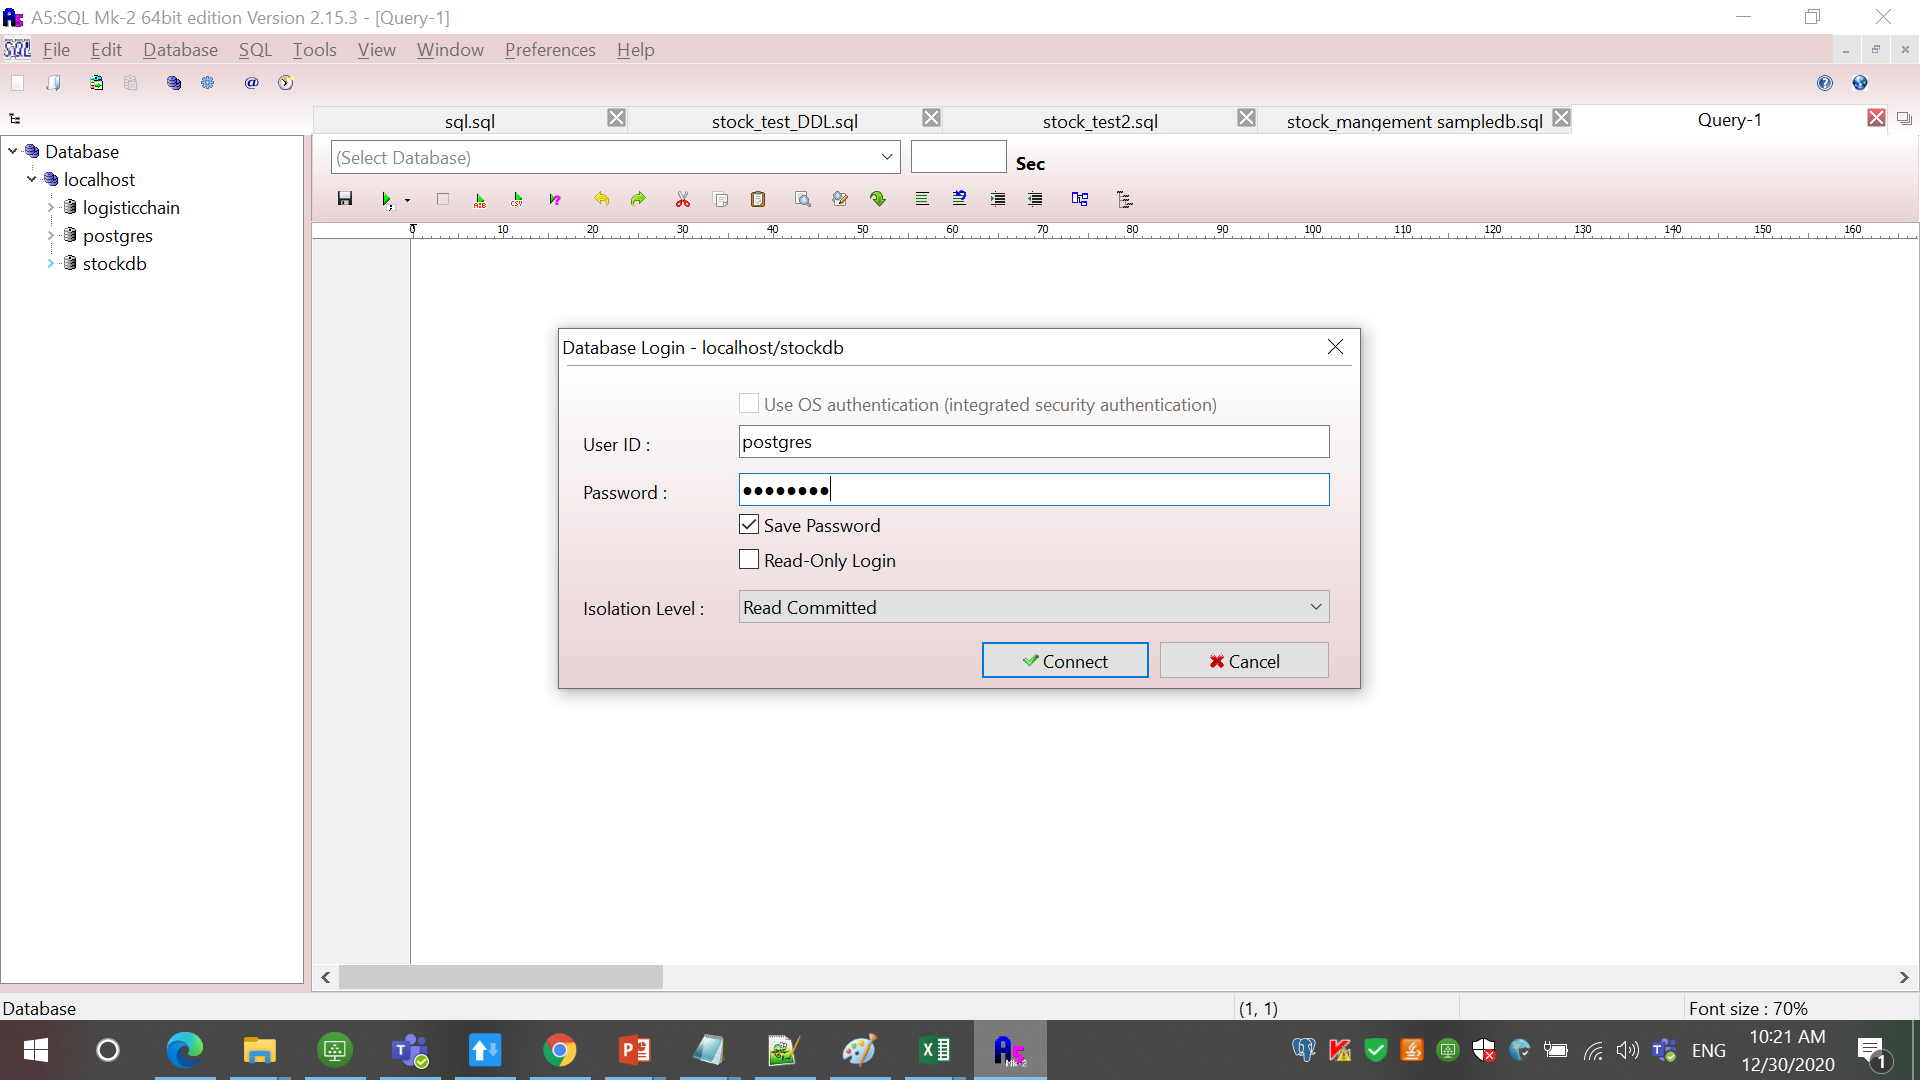 A5:SQL Mk-2 64bit edition Version 2.15.3 - [Query-1]
File Edit Database SQL Tools View Window Preferences Help
sql.sql stock_test_DDL.sql stock_test2.sql stock_mangement sampledb.sql Query-1
Database
localhost
logisticchain
postgres
stockdb
(Select Database) Sec
0 10 20 30 40 50 60 70 80 90 100 110 120 130 140 150 160
Database Login - localhost/stockdb
Use OS authentication (integrated security authentication)
User ID : postgres
Password : ●●●●●●●●
Save Password
Read-Only Login
Isolation Level : Read Committed
Connect Cancel
Database (1, 1) Font size : 70%
ENG 10:21 AM
12/30/2020 1